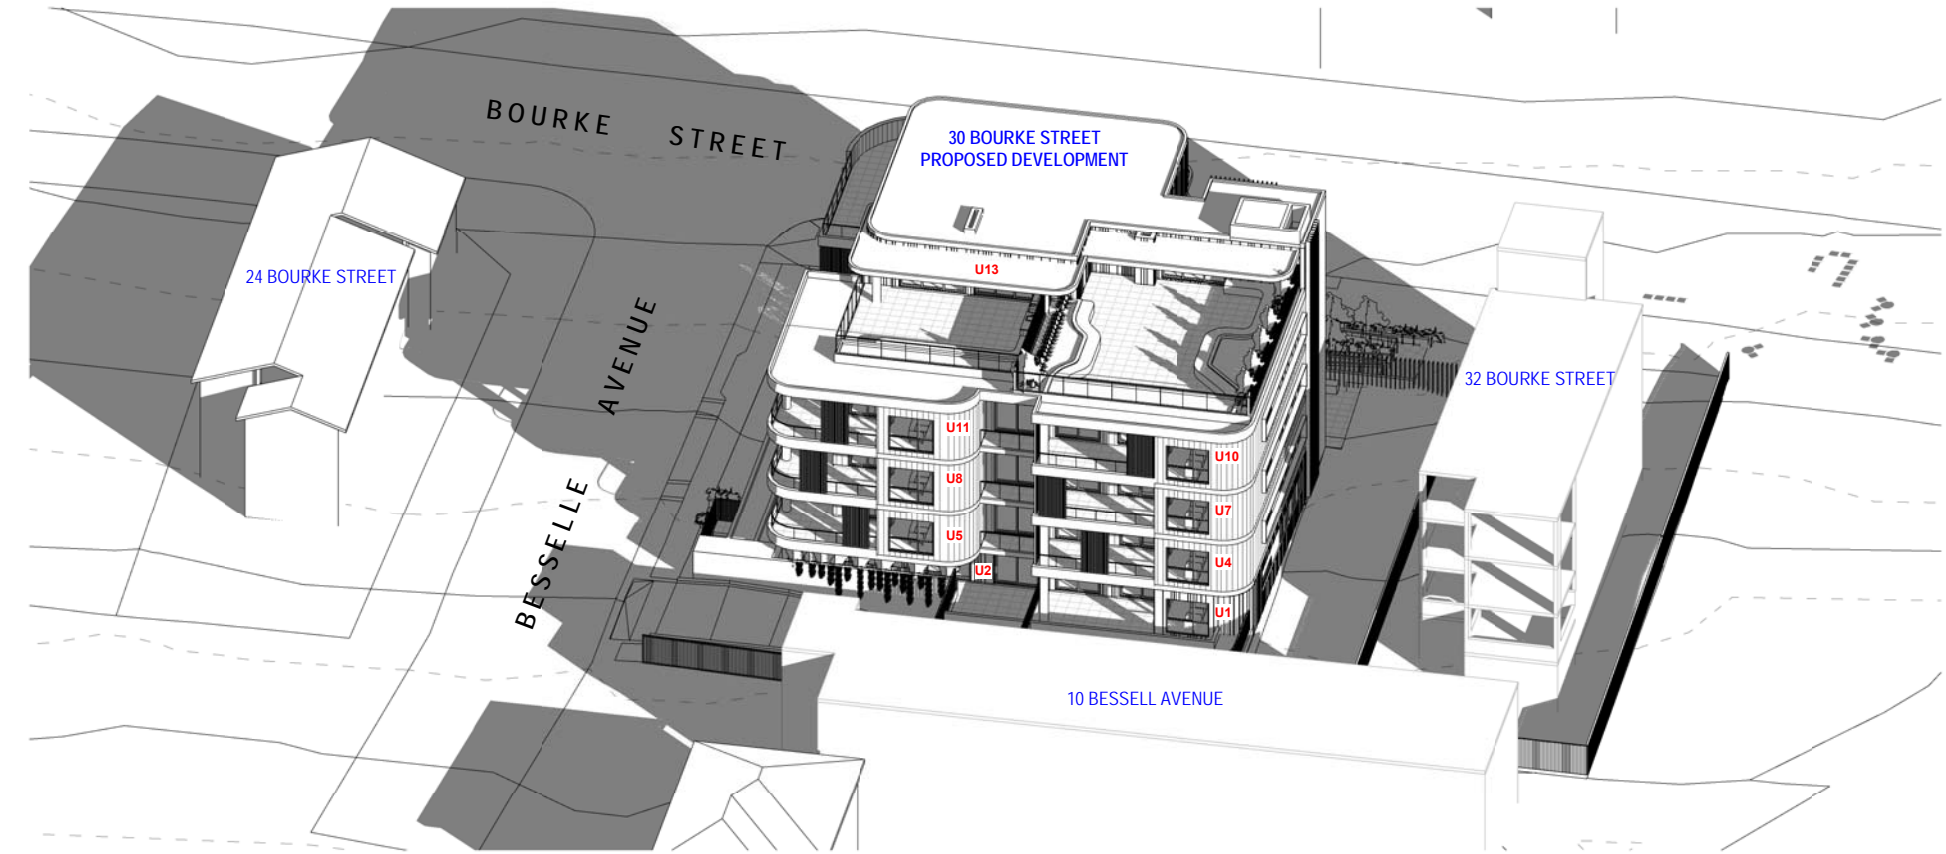 BOURKE STREET
30 BOURKE STREET
PROPOSED DEVELOPMENT
24 BOURKE STREET
U13
BESSELLE AVENUE
32 BOURKE STREET
U11
U10
U8
U7
U5
U4
U2
U1
10 BESSELL AVENUE